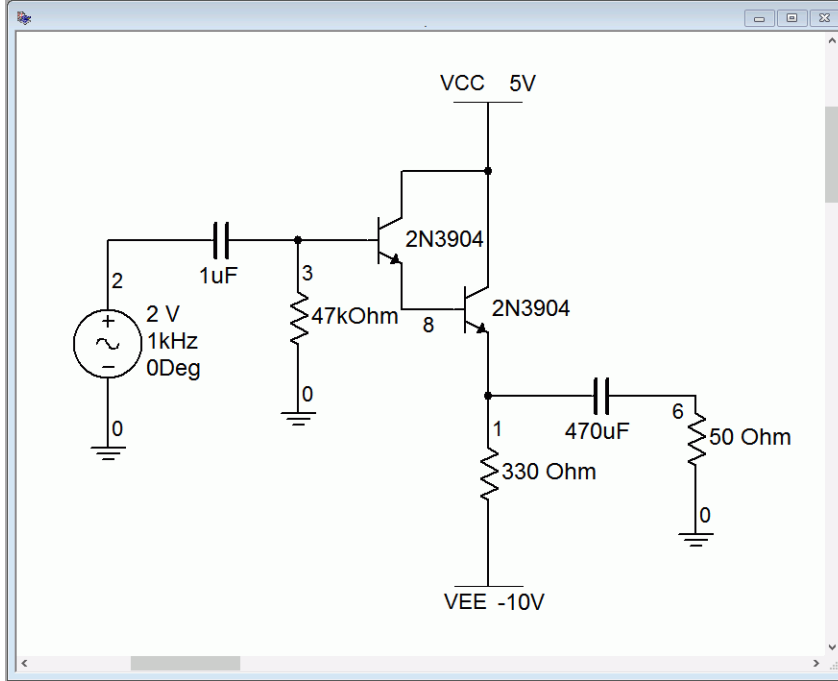 VCC 5V
2N3904
1uF
3
2
47kOhm
2N3904
8
2 V
1kHz
0Deg
0
0
1
470uF
6
50 Ohm
330 Ohm
0
VEE -10V